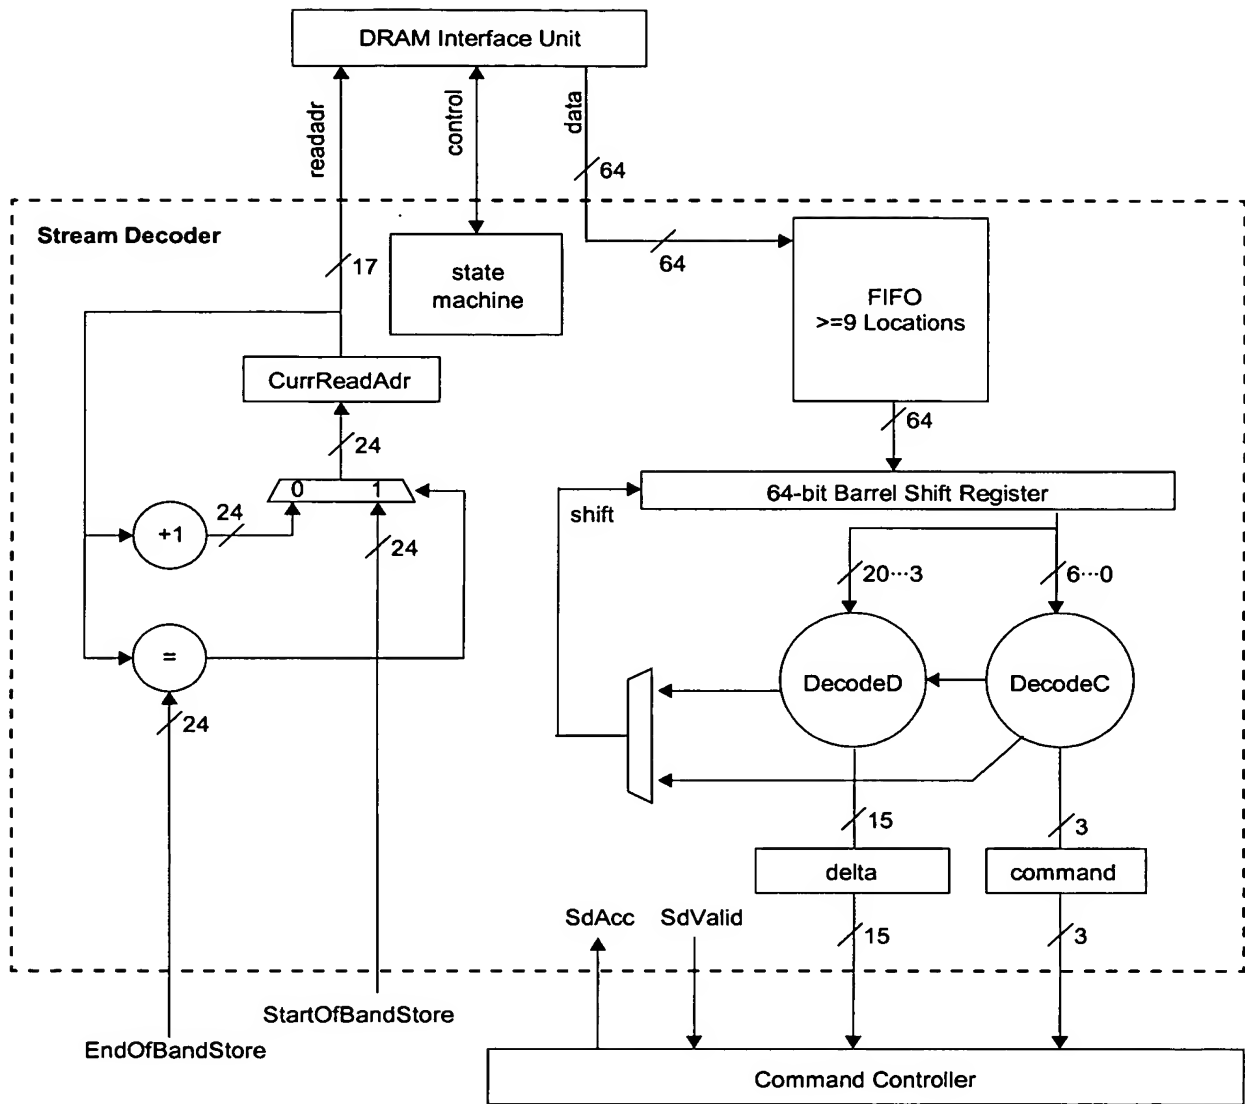 DRAM Interface Unit
readadr
control
data
64
Stream Decoder
17
state
machine
64
FIFO
>=9 Locations
CurrReadAdr
64
24
0 1
64-bit Barrel Shift Register
shift
+1
24
24
20···3
6···0
=
DecodeD
DecodeC
24
15
3
delta
command
SdAcc
SdValid
15
3
StartOfBandStore
EndOfBandStore
Command Controller